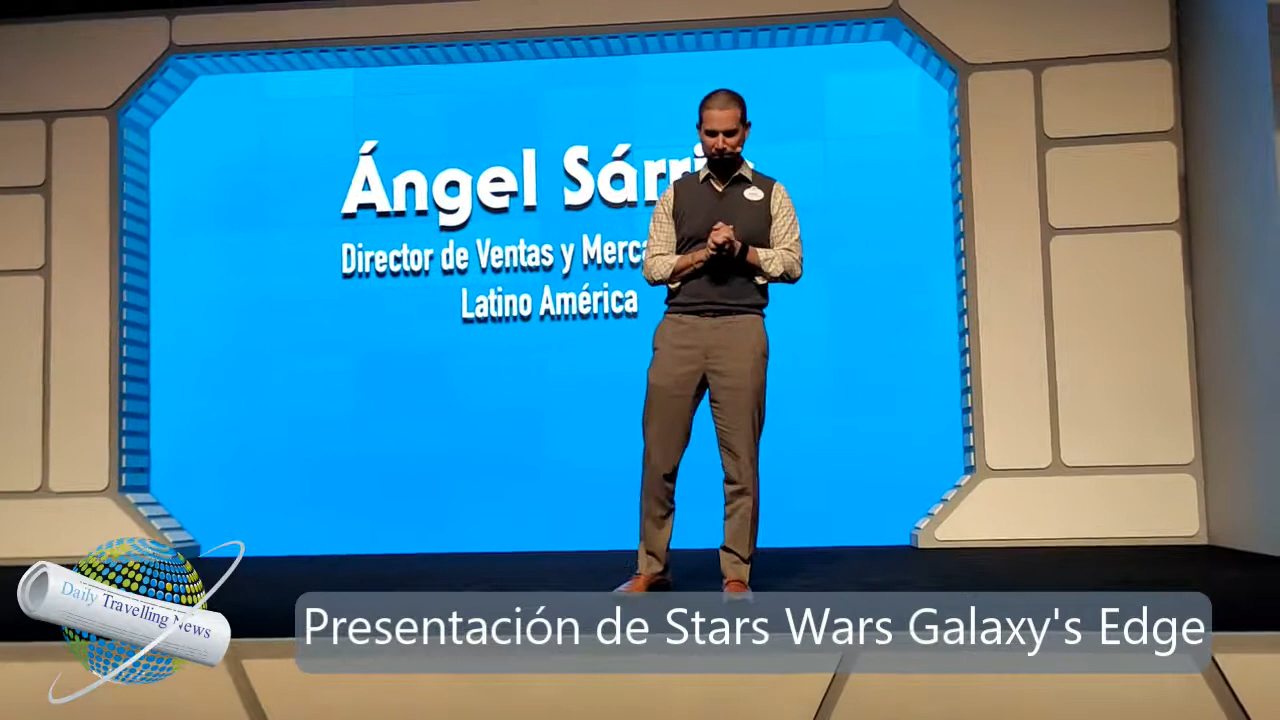 Ángel Sárri
Director de Ventas y Merca
Latino América
Daily Travelling News
Presentación de Stars Wars Galaxy's Edge